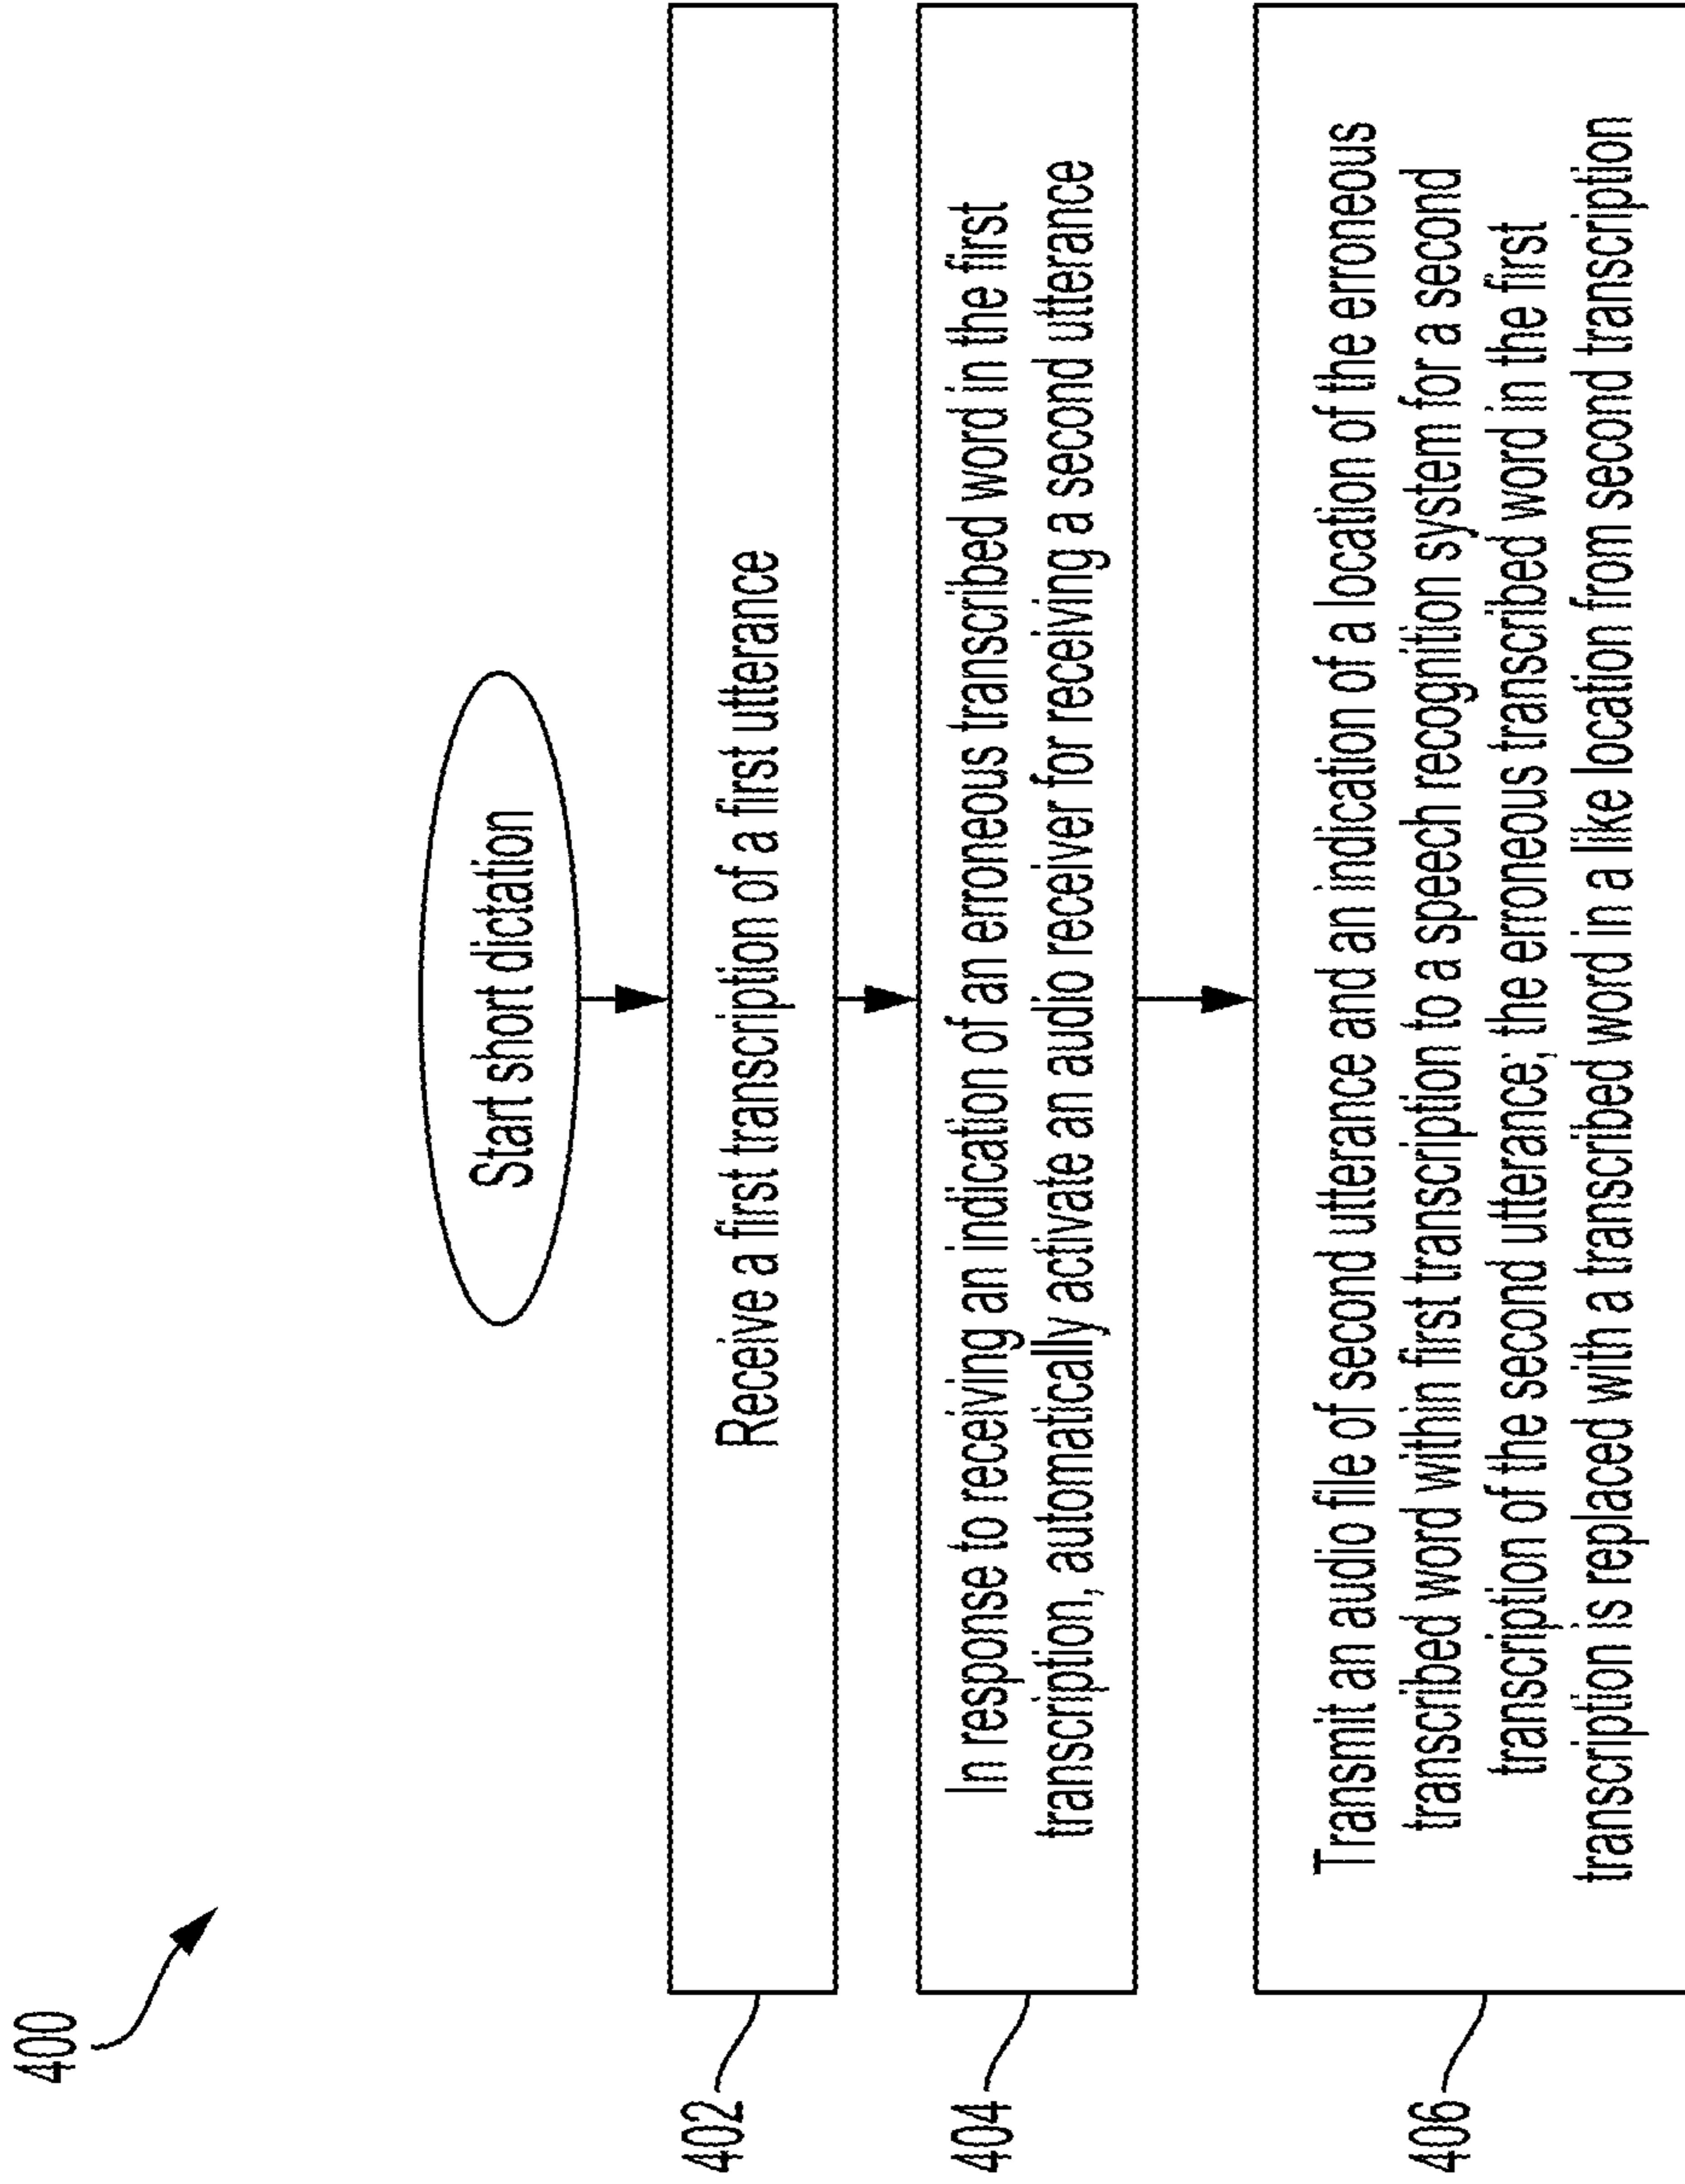 400
Start short dictation
402
Receive a first transcription of a first utterance
404
In response to receiving an indication of an erroneous transcribed word in the first
transcription, automatically activate an audio receiver for receiving a second utterance
406
Transmit an audio file of second utterance and an indication of a location of the erroneous
transcribed word within first transcription to a speech recognition system for a second
transcription of the second utterance; the erroneous transcribed word in the first
transcription is replaced with a transcribed word in a like location from second transcription